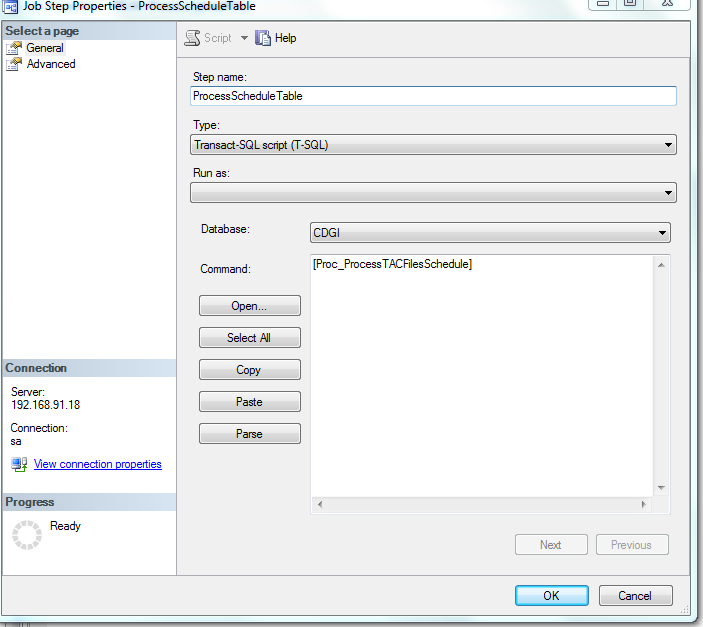 Job Step Properties - ProcessScheduleTable
Select a page
General
Advanced
Script
Help
Step name:
ProcessScheduleTable
Type:
Transact-SQL script (T-SQL)
Run as:
Database:
CDGI
Command:
[Proc_ProcessTACFilesSchedule]
Open...
Select All
Copy
Paste
Parse
Connection
Server:
192.168.91.18
Connection:
sa
View connection properties
Progress
Ready
Next
Previous
OK
Cancel